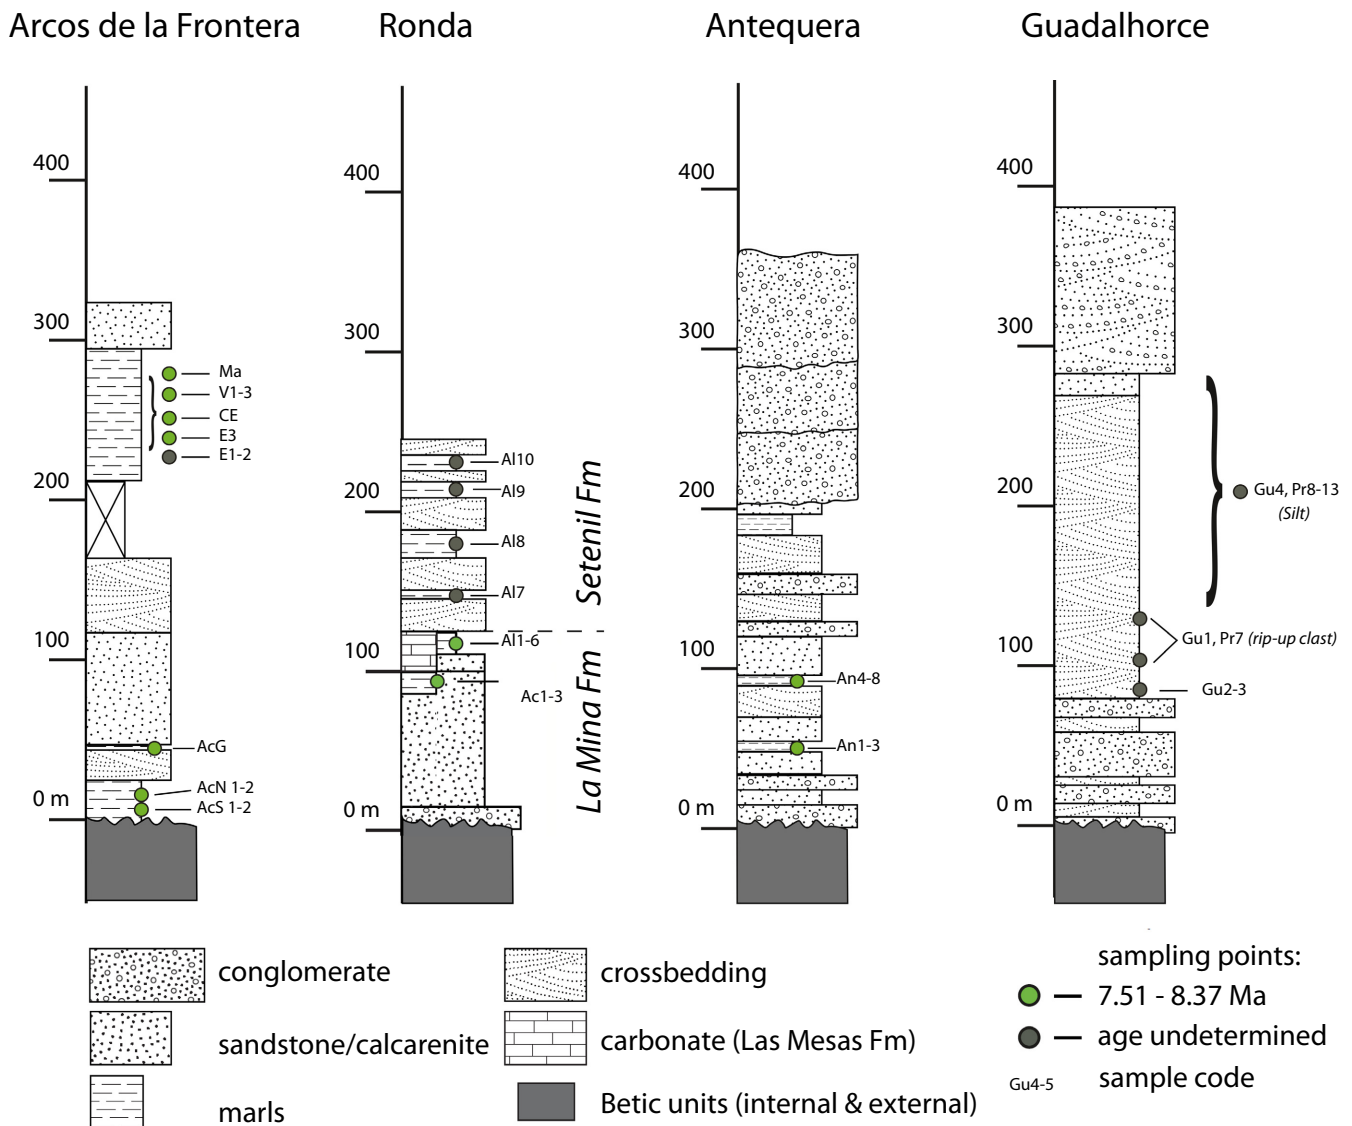 Arcos de la Frontera
Ronda
Antequera
Guadalhorce
400
300
200
100
0 m
Ma
V1-3
CE
E3
E1-2
AcG
AcN 1-2
AcS 1-2
400
300
200
100
0 m
Al10
Al9
Al8
Al7
Al1-6
Ac1-3
Setenil Fm
La Mina Fm
400
300
200
100
0 m
An4-8
An1-3
400
300
200
100
0 m
Gu4, Pr8-13
(Silt)
Gu1, Pr7 (rip-up clast)
Gu2-3
conglomerate
sandstone/calcarenite
marls
crossbedding
carbonate (Las Mesas Fm)
Betic units (internal & external)
sampling points:
7.51 - 8.37 Ma
age undetermined
Gu4-5 sample code